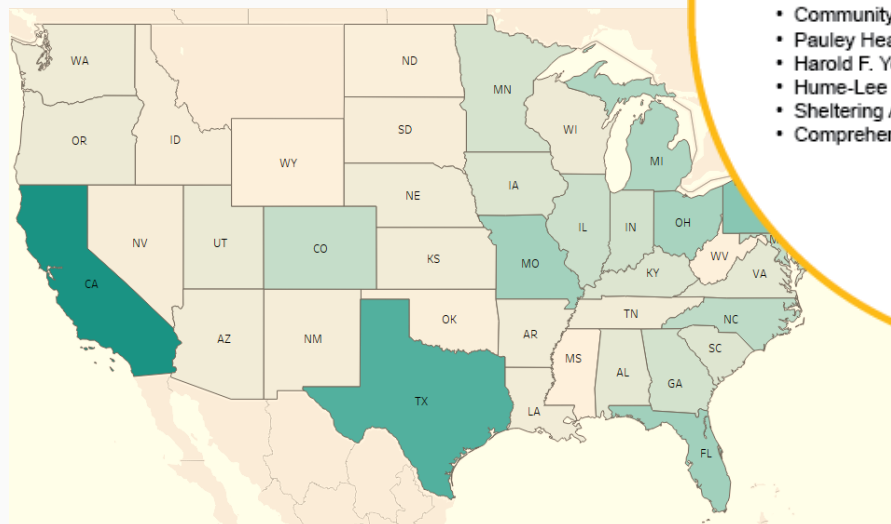 • Community
• Pauley Hea
• Harold F. Y
• Hume-Lee
• Sheltering
• Comprehe
WA
OR
ID
ND
SD
WY
NE
NV
UT
CO
KS
CA
AZ
NM
OK
TX
MN
WI
IA
MI
IL
IN
OH
MO
KY
WV
VA
TN
NC
AR
SC
MS
AL
GA
LA
FL